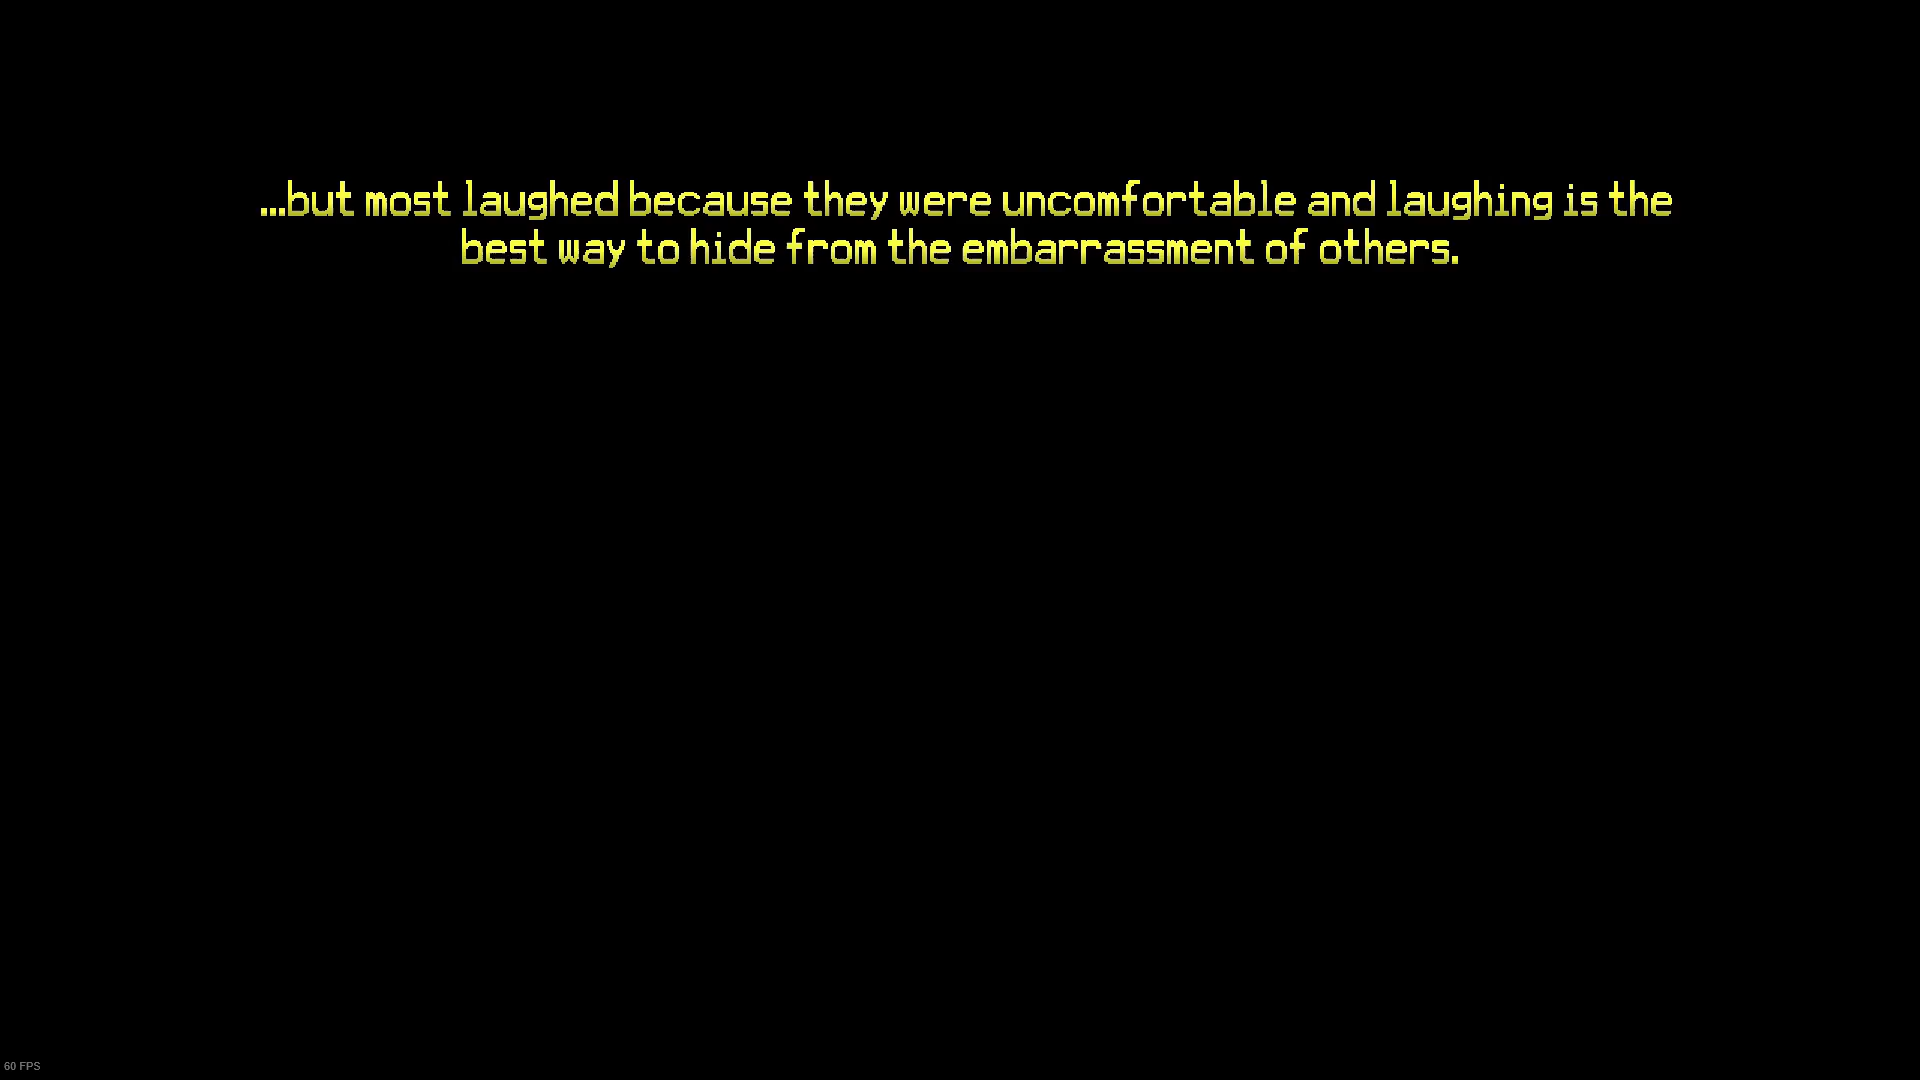 ...but most laughed because they were uncomfortable and laughing is the
best way to hide from the embarrassment of others.
60 FPS